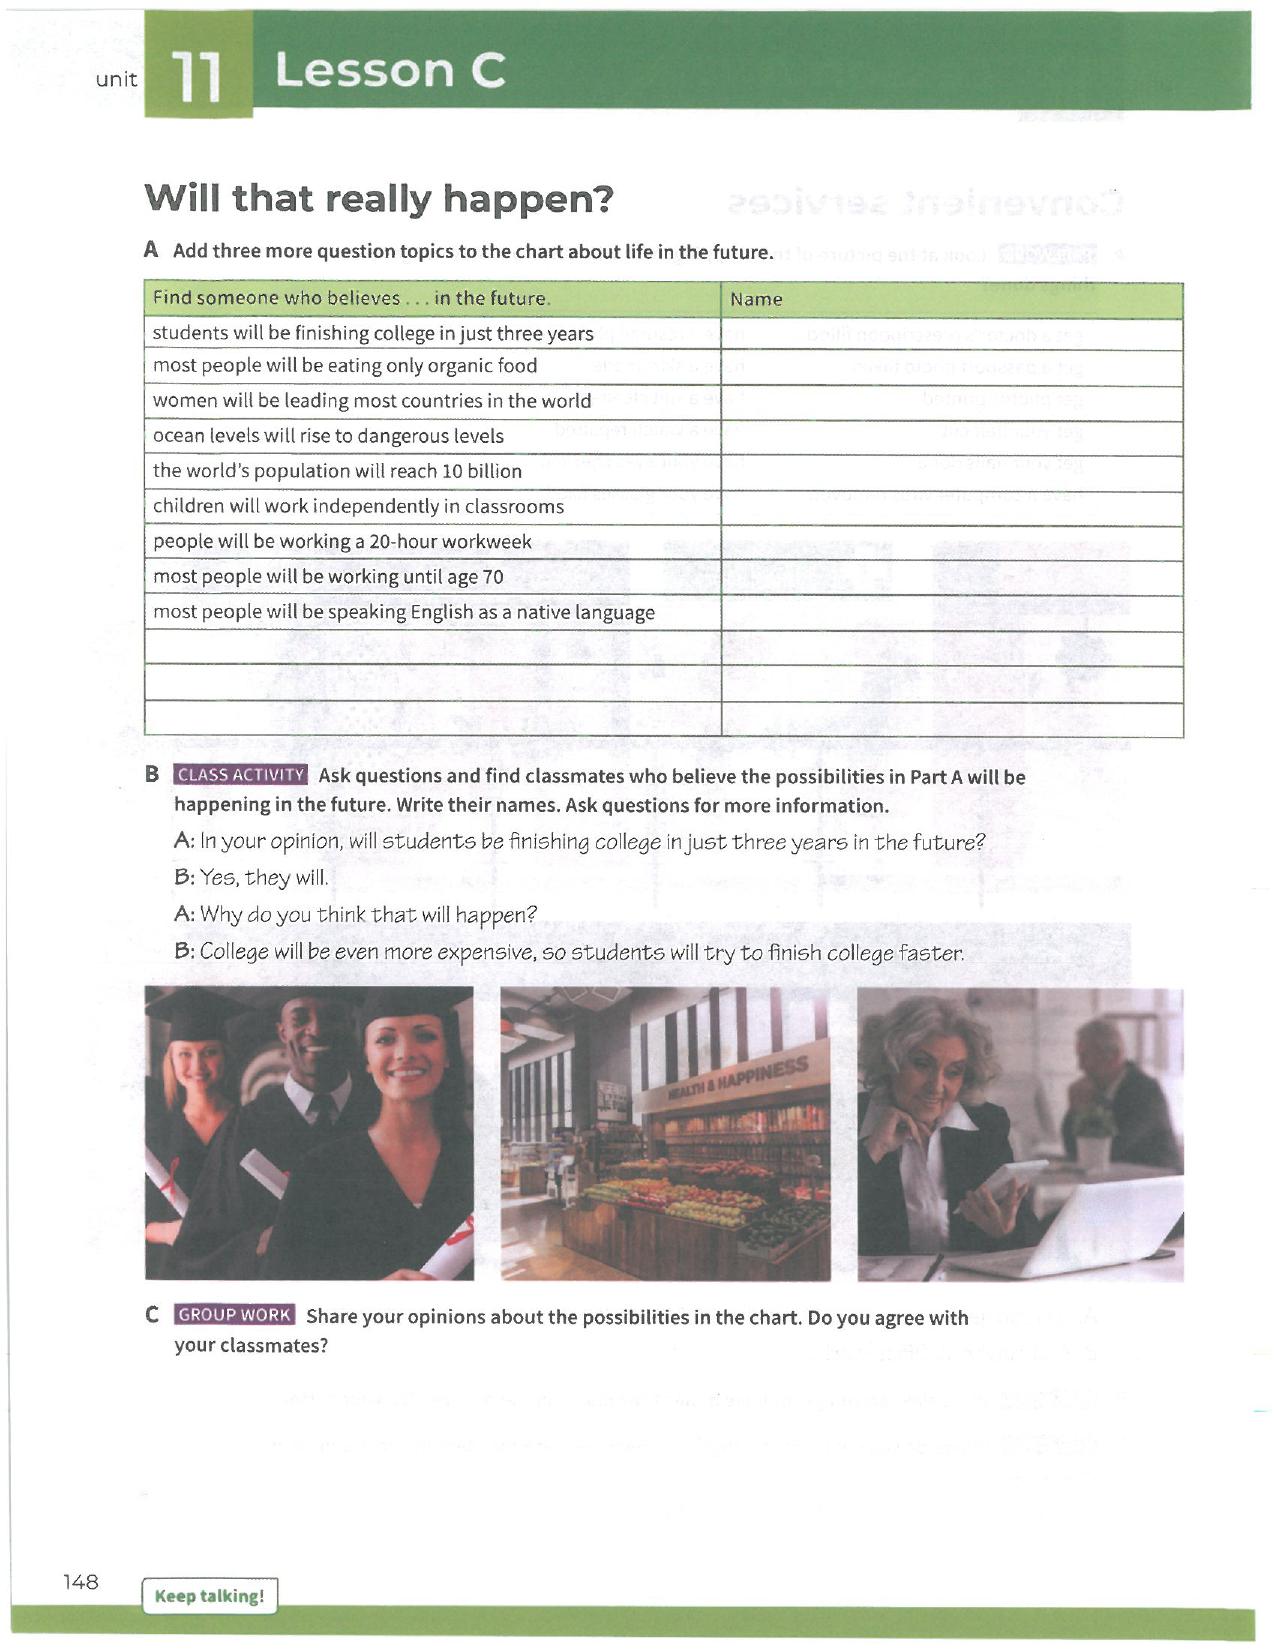 unit 11 Lesson C
Will that really happen?
A Add three more question topics to the chart about life in the future.
Find someone who believes . . . in the future. Name
students will be finishing college in just three years
most people will be eating only organic food
women will be leading most countries in the world
ocean levels will rise to dangerous levels
the world's population will reach 10 billion
children will work independently in classrooms
people will be working a 20-hour workweek
most people will be working until age 70
most people will be speaking English as a native language
B CLASS ACTIVITY Ask questions and find classmates who believe the possibilities in Part A will be
happening in the future. Write their names. Ask questions for more information.
A: In your opinion, will students be finishing college in just three years in the future?
B: Yes, they will.
A: Why do you think that will happen?
B: College will be even more expensive, so students will try to finish college faster.
HEALTH & HAPPINESS
C GROUP WORK Share your opinions about the possibilities in the chart. Do you agree with
your classmates?
148 Keep talking!